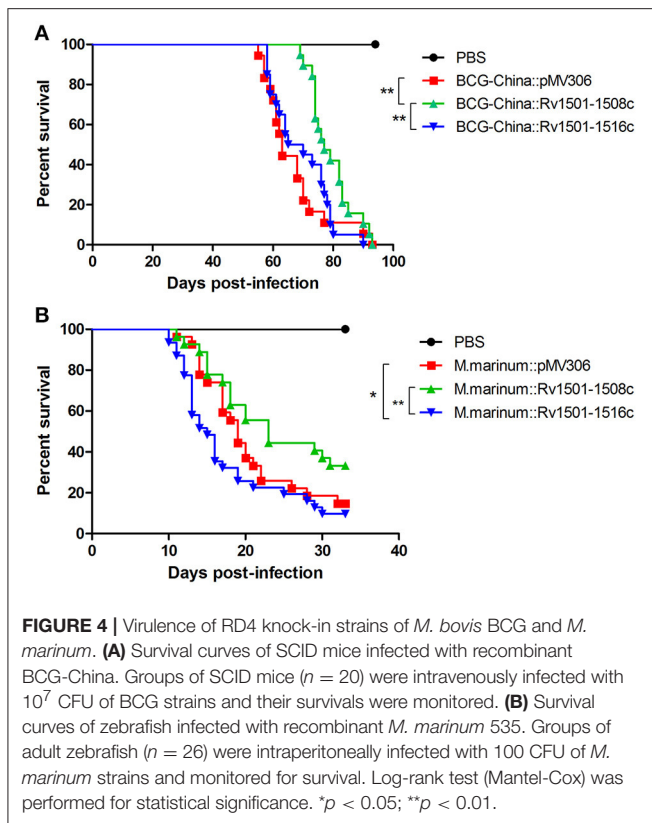 A
100
80
60
40
20
0
Percent survival
0 20 40 60 80 100
Days post-infection
PBS
BCG-China::pMV306
BCG-China::Rv1501-1508c
BCG-China::Rv1501-1516c
**
**
B
100
80
60
40
20
0
Percent survival
0 10 20 30 40
Days post-infection
PBS
M.marinum::pMV306
M.marinum::Rv1501-1508c
M.marinum::Rv1501-1516c
*
**
FIGURE 4 | Virulence of RD4 knock-in strains of M. bovis BCG and M.
marinum. (A) Survival curves of SCID mice infected with recombinant
BCG-China. Groups of SCID mice (n = 20) were intravenously infected with
10⁷ CFU of BCG strains and their survivals were monitored. (B) Survival
curves of zebrafish infected with recombinant M. marinum 535. Groups of
adult zebrafish (n = 26) were intraperitoneally infected with 100 CFU of M.
marinum strains and monitored for survival. Log-rank test (Mantel-Cox) was
performed for statistical significance. *p < 0.05; **p < 0.01.